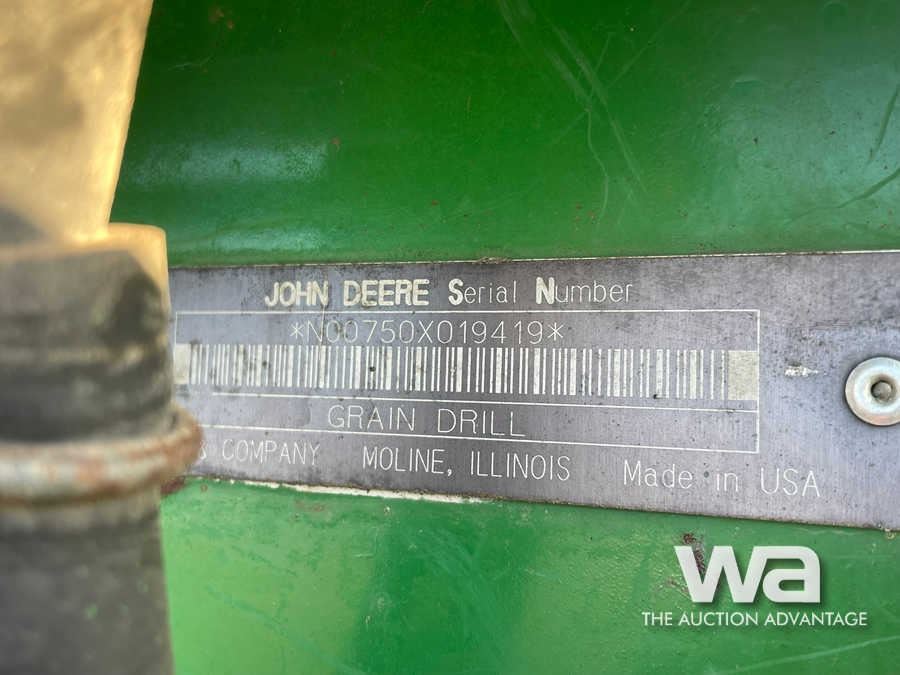 JOHN DEERE Serial Number
*N00750X019419*
GRAIN DRILL
& COMPANY MOLINE, ILLINOIS Made in USA
wa
THE AUCTION ADVANTAGE